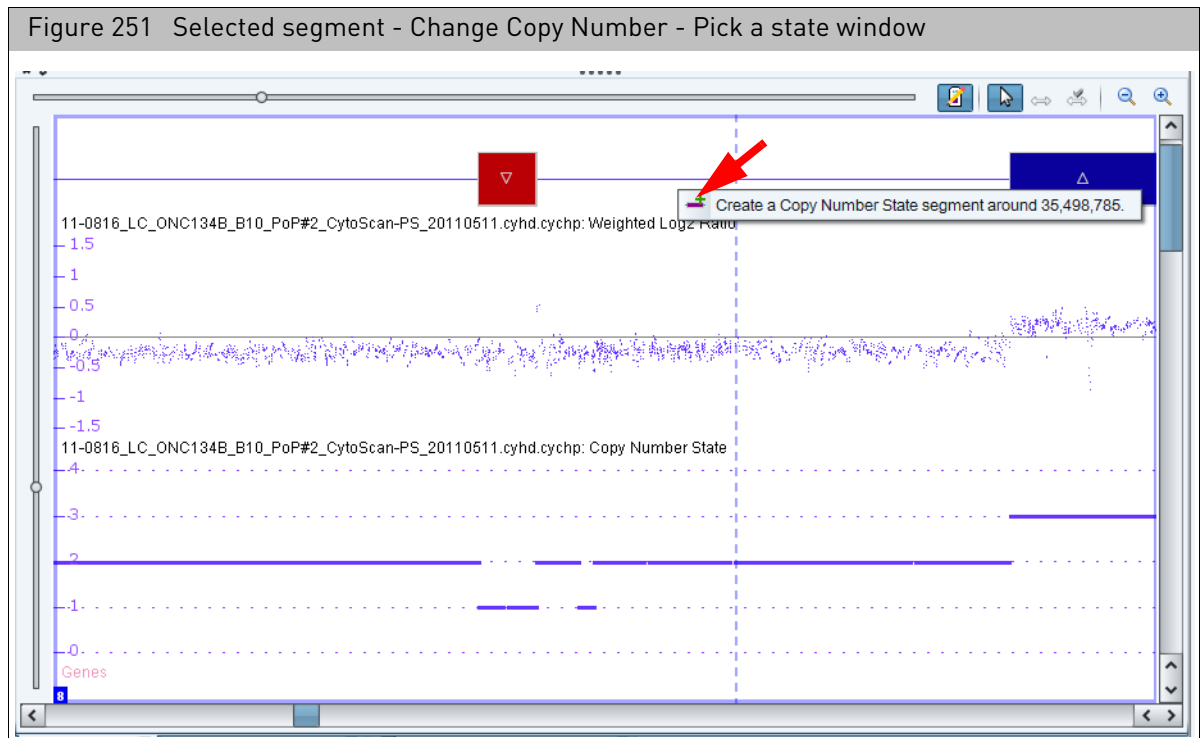 Figure 251 Selected segment - Change Copy Number - Pick a state window
Create a Copy Number State segment around 35,498,785.
11-0816_LC_ONC134B_B10_PoP#2_CytoScan-PS_20110511.cyhd.cychp: Weighted Log2 Ratio
1.5
1
0.5
0
-0.5
-1
-1.5
11-0816_LC_ONC134B_B10_PoP#2_CytoScan-PS_20110511.cyhd.cychp: Copy Number State
4
3
2
1
0
Genes
8